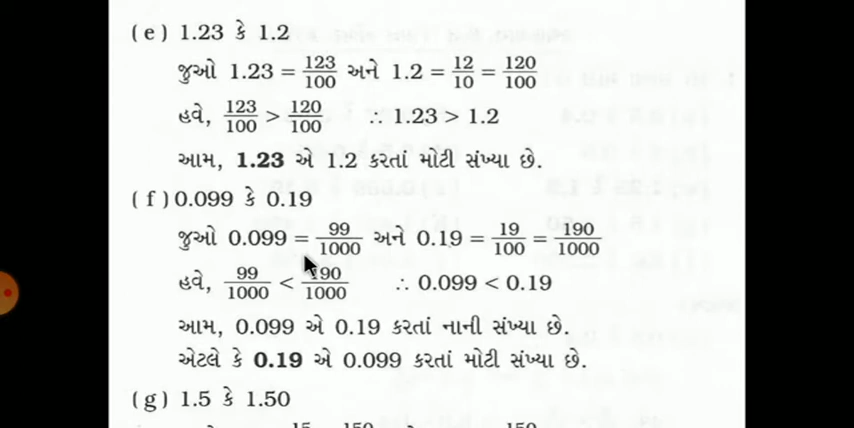 (e) 1.23 કે 1.2
જુઓ 1.23 = 123/100 અને 1.2 = 12/10 = 120/100
હવે, 123/100 > 120/100 ∴ 1.23 > 1.2
આમ, 1.23 એ 1.2 કરતાં મોટી સંખ્યા છે.
(f) 0.099 કે 0.19
જુઓ 0.099 = 99/1000 અને 0.19 = 19/100 = 190/1000
હવે, 99/1000 < 190/1000 ∴ 0.099 < 0.19
આમ, 0.099 એ 0.19 કરતાં નાની સંખ્યા છે.
એટલે કે 0.19 એ 0.099 કરતાં મોટી સંખ્યા છે.
(g) 1.5 કે 1.50